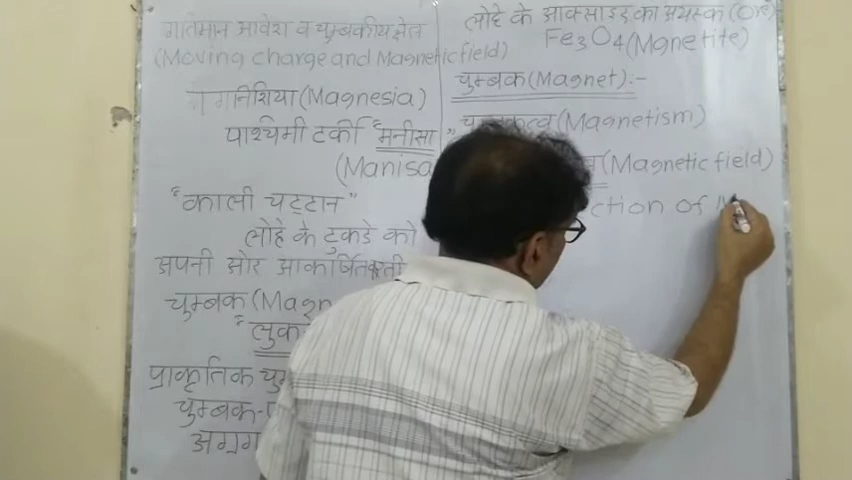 गतिमान आवेश व चुम्बकीय क्षेत्र
(Moving charge and Magnetic field)
मैगनिशिया (Magnesia)
पाश्चिमी टर्की "मनीसा"
(Manisa
"काली चट्टान"
लोहे के टुकडे को
अपनी ओर आकर्षित करती
चुम्बक (Magn
"लुक
प्राकृतिक चु
चुम्बक-
अग्रग
लोहे के आक्साइड का अयस्क (Ore)
Fe3O4 (Magnetite)
चुम्बक (Magnet):-
चुम्बकत्व (Magnetism)
(Magnetic field)
ction of M